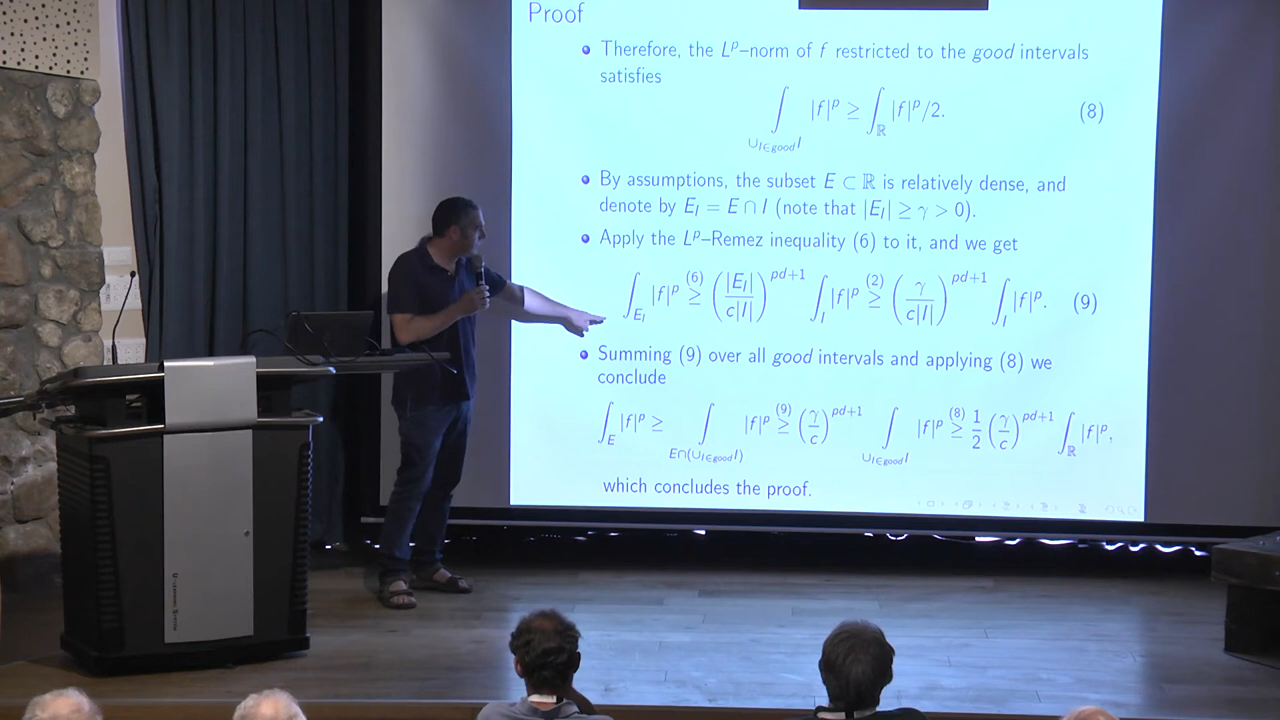 Proof
• Therefore, the Lᵖ–norm of f restricted to the good intervals
satisfies
∫_{∪_{I∈good} I} |f|ᵖ ≥ ∫_ℝ |f|ᵖ/2. (8)
• By assumptions, the subset E ⊂ ℝ is relatively dense, and
denote by E_I = E ∩ I (note that |E_I| ≥ γ > 0).
• Apply the Lᵖ–Remez inequality (6) to it, and we get
∫_{E_I} |f|ᵖ ≥^{(6)} (|E_I|/c|I|)^{pd+1} ∫_I |f|ᵖ ≥^{(2)} (γ/c|I|)^{pd+1} ∫_I |f|ᵖ. (9)
• Summing (9) over all good intervals and applying (8) we
conclude
∫_E |f|ᵖ ≥ ∫_{E∩(∪_{I∈good} I)} |f|ᵖ ≥^{(9)} (γ/c)^{pd+1} ∫_{∪_{I∈good} I} |f|ᵖ ≥^{(8)} 1/2 (γ/c)^{pd+1} ∫_ℝ |f|ᵖ,
which concludes the proof.